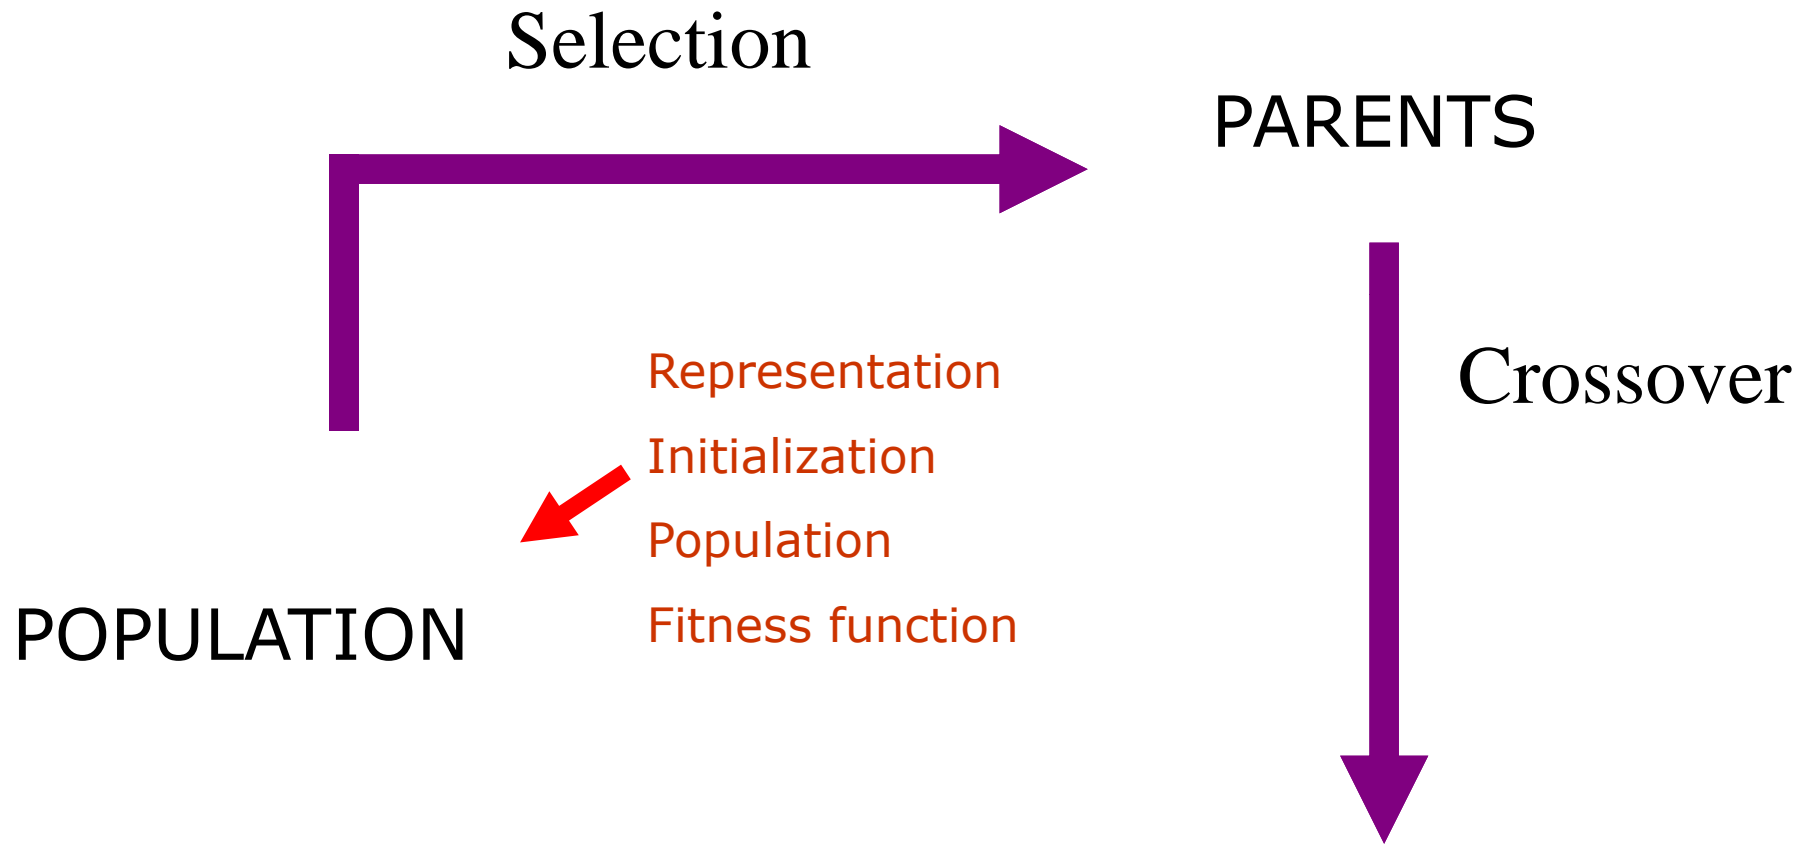 Selection
PARENTS
Representation
Crossover
Initialization
Population
Fitness function
POPULATION